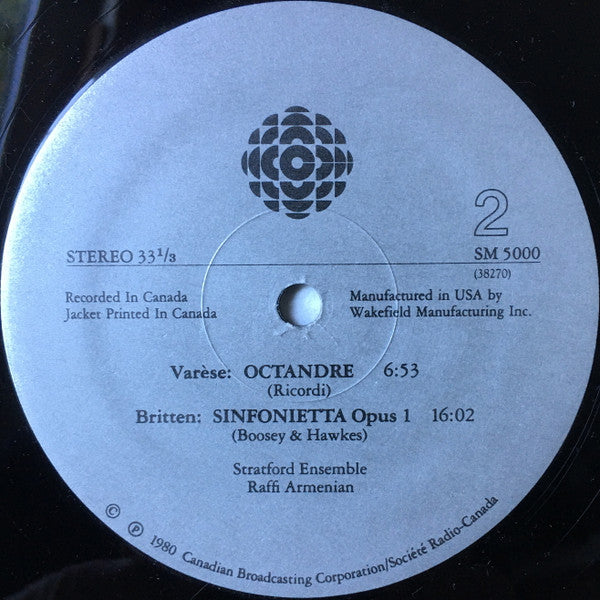 2
STEREO 33 1/3
SM 5000
(38270)
Recorded In Canada
Jacket Printed In Canada
Manufactured in USA by
Wakefield Manufacturing Inc.
Varèse: OCTANDRE 6:53
(Ricordi)
Britten: SINFONIETTA Opus 1 16:02
(Boosey & Hawkes)
Stratford Ensemble
Raffi Armenian
© ℗ 1980 Canadian Broadcasting Corporation/Société Radio-Canada